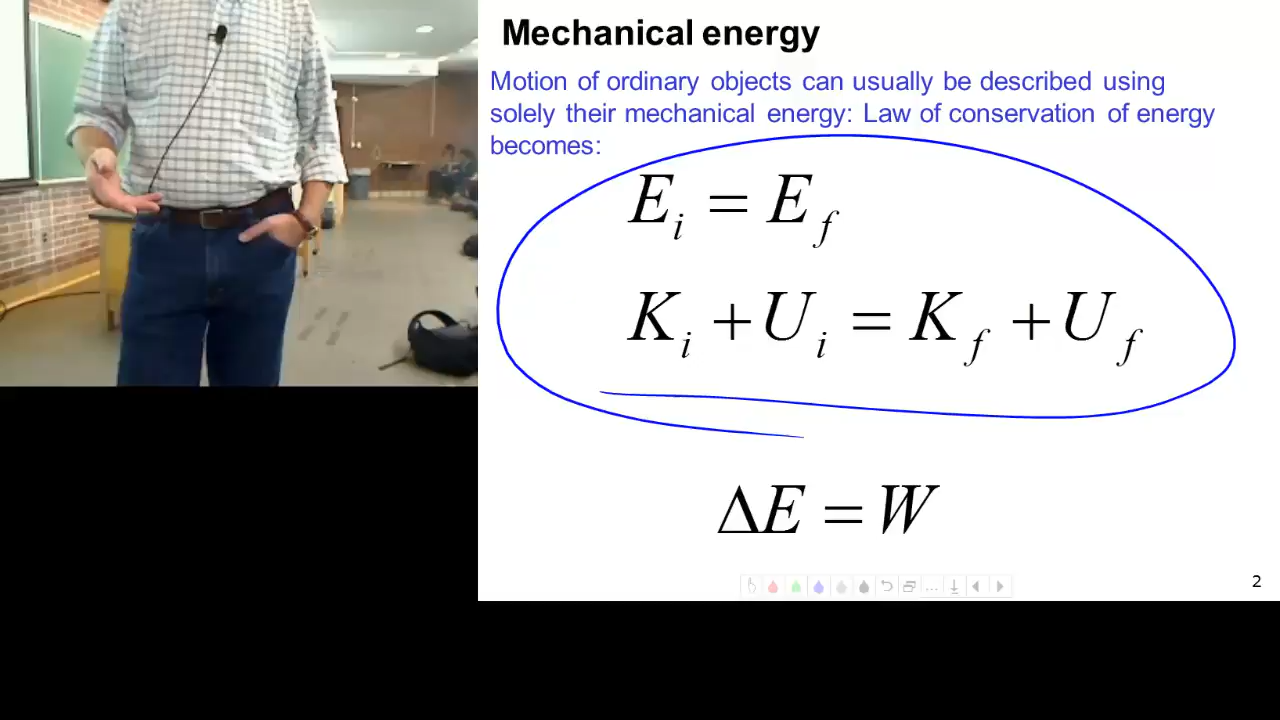 Mechanical energy
Motion of ordinary objects can usually be described using
solely their mechanical energy: Law of conservation of energy
becomes:
E_i = E_f
K_i + U_i = K_f + U_f
ΔE = W
2